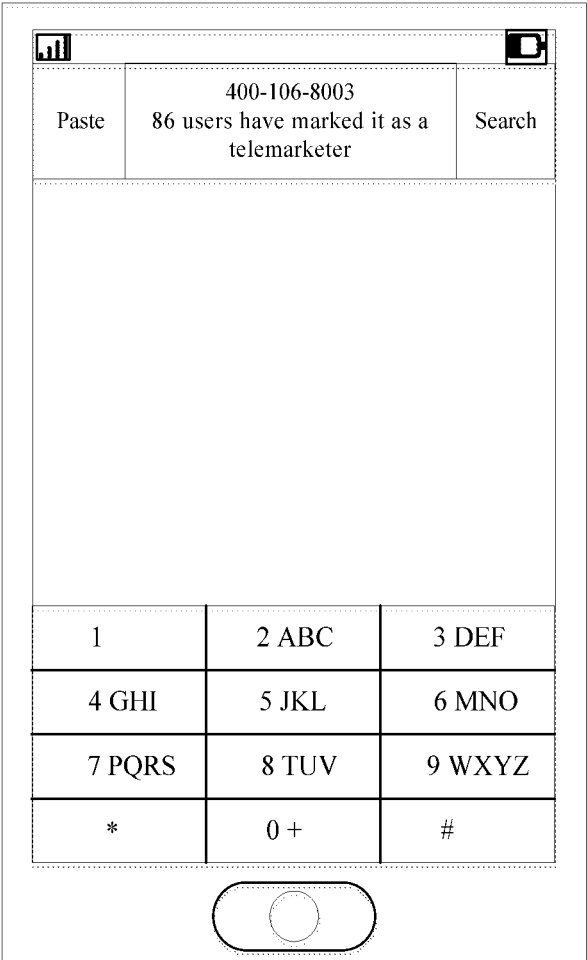 400-106-8003
Paste 86 users have marked it as a Search
telemarketer
1 2 ABC 3 DEF
4 GHI 5 JKL 6 MNO
7 PQRS 8 TUV 9 WXYZ
* 0 + #